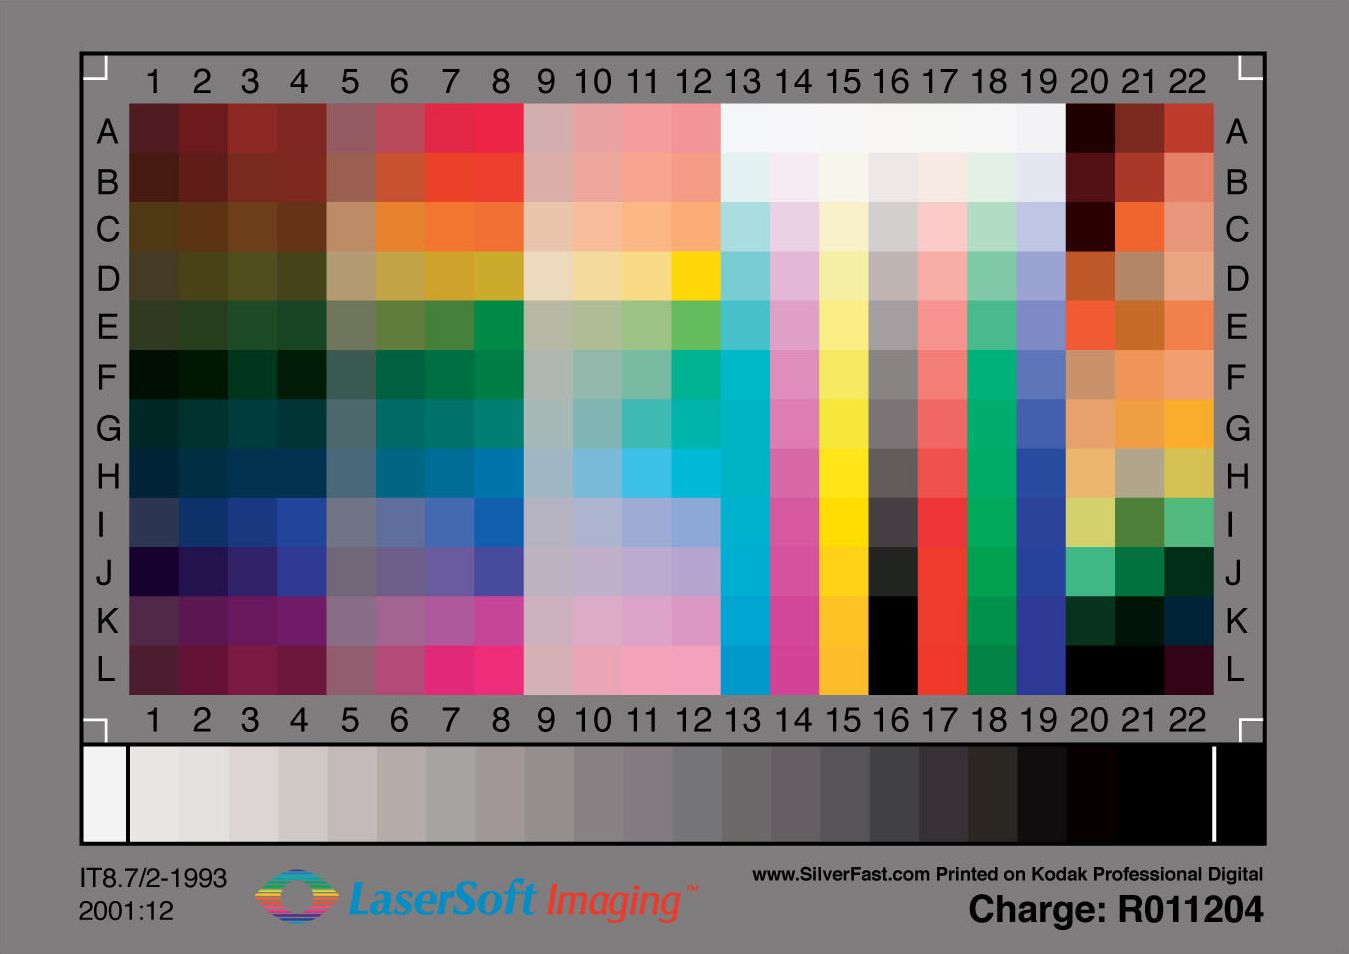 1 2 3 4 5 6 7 8 9 10 11 12 13 14 15 16 17 18 19 20 21 22
A A
B B
C C
D D
E E
F F
G G
H H
I I
J J
K K
L L
1 2 3 4 5 6 7 8 9 10 11 12 13 14 15 16 17 18 19 20 21 22
IT8.7/2-1993
2001:12
LaserSoft Imaging™
www.SilverFast.com Printed on Kodak Professional Digital
Charge: R011204